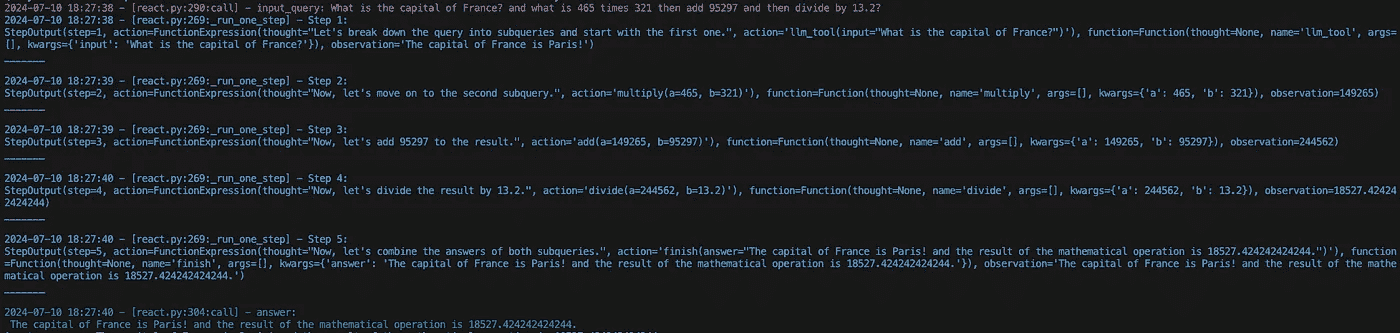 2024-07-10 18:27:38 - [react.py:290:call] - input_query: What is the capital of France? and what is 465 times 321 then add 95297 and then divide by 13.2?
2024-07-10 18:27:38 - [react.py:269:_run_one_step] - Step 1:
StepOutput(step=1, action=FunctionExpression(thought="Let's break down the query into subqueries and start with the first one.", action='llm_tool(input="What is the capital of France?")'), function=Function(thought=None, name='llm_tool', args=
[], kwargs={'input': 'What is the capital of France?'}), observation='The capital of France is Paris!')
_______
2024-07-10 18:27:39 - [react.py:269:_run_one_step] - Step 2:
StepOutput(step=2, action=FunctionExpression(thought="Now, let's move on to the second subquery.", action='multiply(a=465, b=321)'), function=Function(thought=None, name='multiply', args=[], kwargs={'a': 465, 'b': 321}), observation=149265)
_______
2024-07-10 18:27:39 - [react.py:269:_run_one_step] - Step 3:
StepOutput(step=3, action=FunctionExpression(thought="Now, let's add 95297 to the result.", action='add(a=149265, b=95297)'), function=Function(thought=None, name='add', args=[], kwargs={'a': 149265, 'b': 95297}), observation=244562)
_______
2024-07-10 18:27:40 - [react.py:269:_run_one_step] - Step 4:
StepOutput(step=4, action=FunctionExpression(thought="Now, let's divide the result by 13.2.", action='divide(a=244562, b=13.2)'), function=Function(thought=None, name='divide', args=[], kwargs={'a': 244562, 'b': 13.2}), observation=18527.42424
2424244)
_______
2024-07-10 18:27:40 - [react.py:269:_run_one_step] - Step 5:
StepOutput(step=5, action=FunctionExpression(thought="Now, let's combine the answers of both subqueries.", action='finish(answer="The capital of France is Paris! and the result of the mathematical operation is 18527.424242424244.")'), function
=Function(thought=None, name='finish', args=[], kwargs={'answer': 'The capital of France is Paris! and the result of the mathematical operation is 18527.424242424244.'}), observation='The capital of France is Paris! and the result of the mathe
matical operation is 18527.424242424244.')
_______
2024-07-10 18:27:40 - [react.py:304:call] - answer:
The capital of France is Paris! and the result of the mathematical operation is 18527.424242424244.